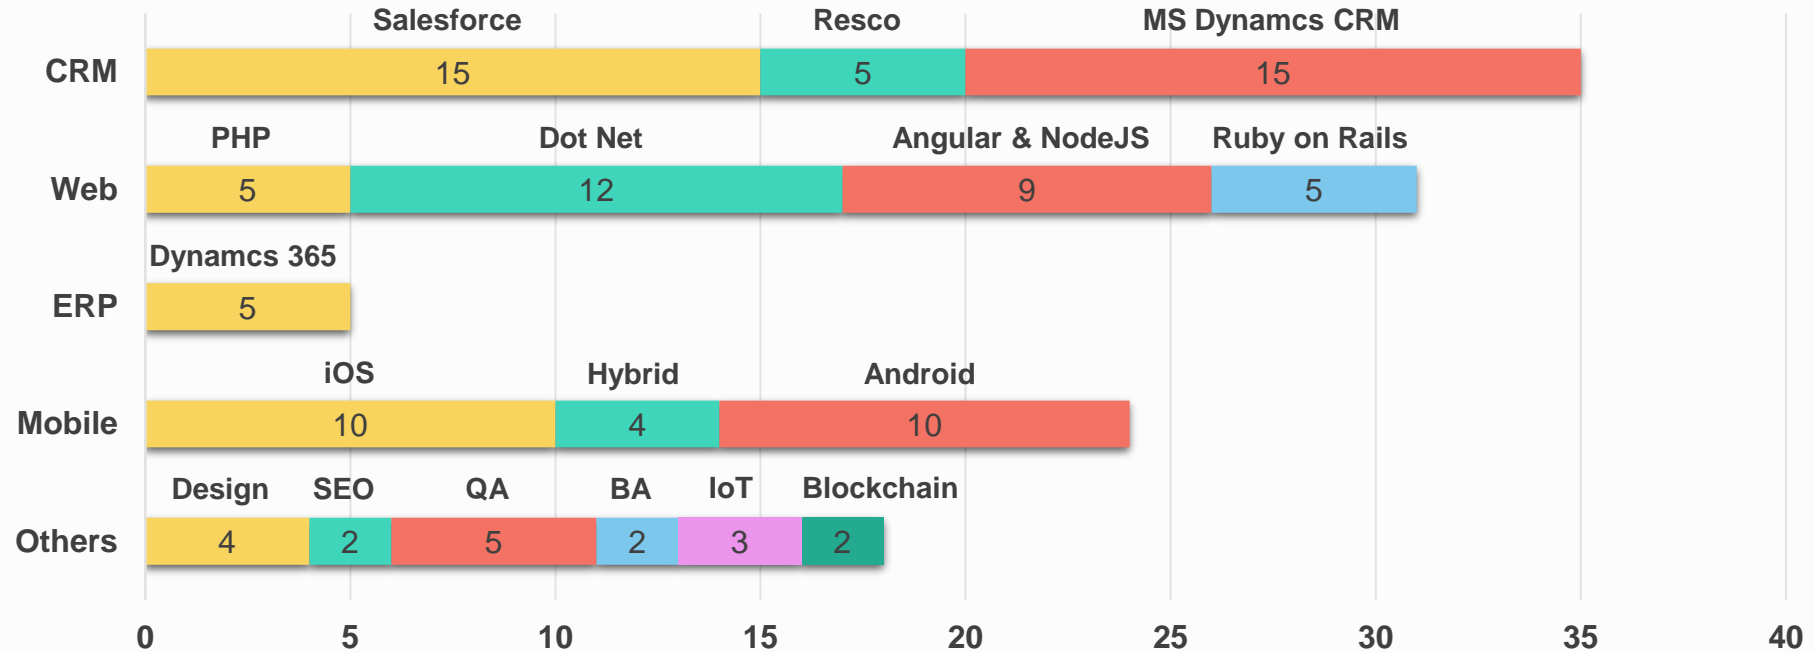 Salesforce Resco MS Dynamcs CRM
CRM 15 5 15
PHP Dot Net Angular & NodeJS Ruby on Rails
Web 5 12 9 5
Dynamcs 365
ERP 5
iOS Hybrid Android
Mobile 10 4 10
Design SEO QA BA IoT Blockchain
Others 4 2 5 2 3 2
0 5 10 15 20 25 30 35 40